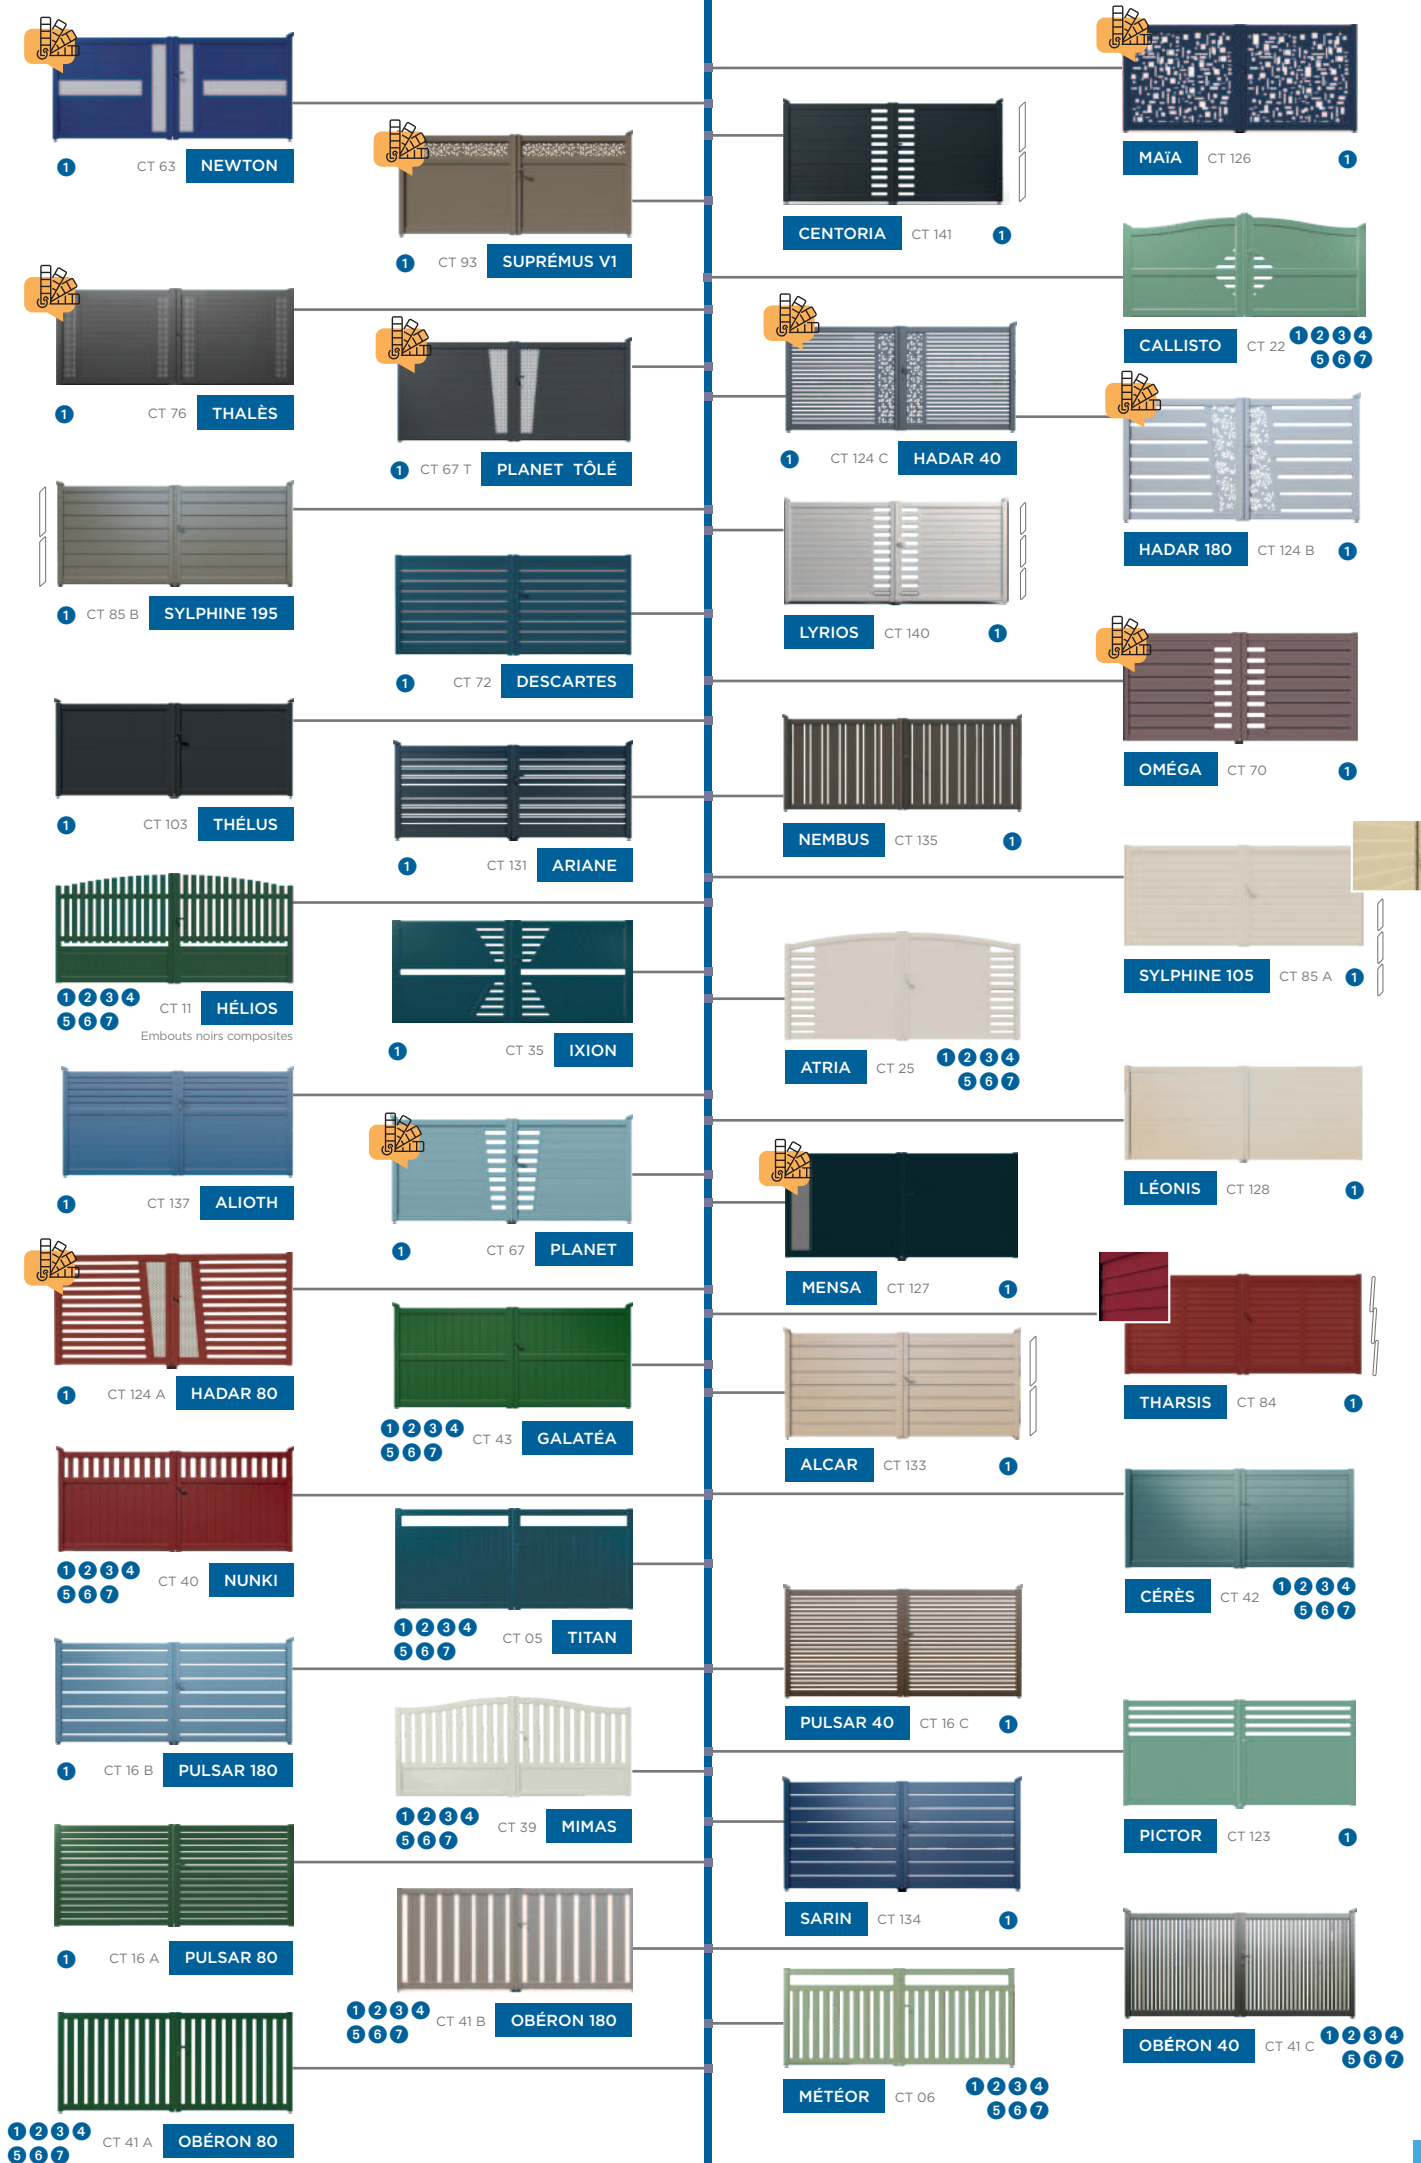 1 CT 63 NEWTON
1 CT 93 SUPRÉMUS V1
1 CT 76 THALÈS
1 CT 67 T PLANET TÔLÉ
1 CT 85 B SYLPHINE 195
1 CT 72 DESCARTES
1 CT 103 THÉLUS
1 CT 131 ARIANE
1 2 3 4
5 6 7
CT 11 HÉLIOS
Embouts noirs composites
1 CT 35 IXION
1 CT 137 ALIOTH
1 CT 67 PLANET
1 CT 124 A HADAR 80
1 2 3 4
5 6 7
CT 43 GALATÉA
1 2 3 4
5 6 7
CT 40 NUNKI
1 2 3 4
5 6 7
CT 05 TITAN
1 CT 16 B PULSAR 180
1 2 3 4
5 6 7
CT 39 MIMAS
1 CT 16 A PULSAR 80
1 2 3 4
5 6 7
CT 41 B OBÉRON 180
1 2 3 4
5 6 7
CT 41 A OBÉRON 80
MAÏA CT 126 1
CENTORIA CT 141 1
CALLISTO CT 22
1 2 3 4
5 6 7
1 CT 124 C HADAR 40
HADAR 180 CT 124 B 1
LYRIOS CT 140 1
OMÉGA CT 70 1
NEMBUS CT 135 1
SYLPHINE 105 CT 85 A 1
ATRIA CT 25
1 2 3 4
5 6 7
LÉONIS CT 128 1
MENSA CT 127 1
THARSIS CT 84 1
ALCAR CT 133 1
CÉRÈS CT 42
1 2 3 4
5 6 7
PULSAR 40 CT 16 C 1
PICTOR CT 123 1
SARIN CT 134 1
OBÉRON 40 CT 41 C
1 2 3 4
5 6 7
MÉTÉOR CT 06
1 2 3 4
5 6 7